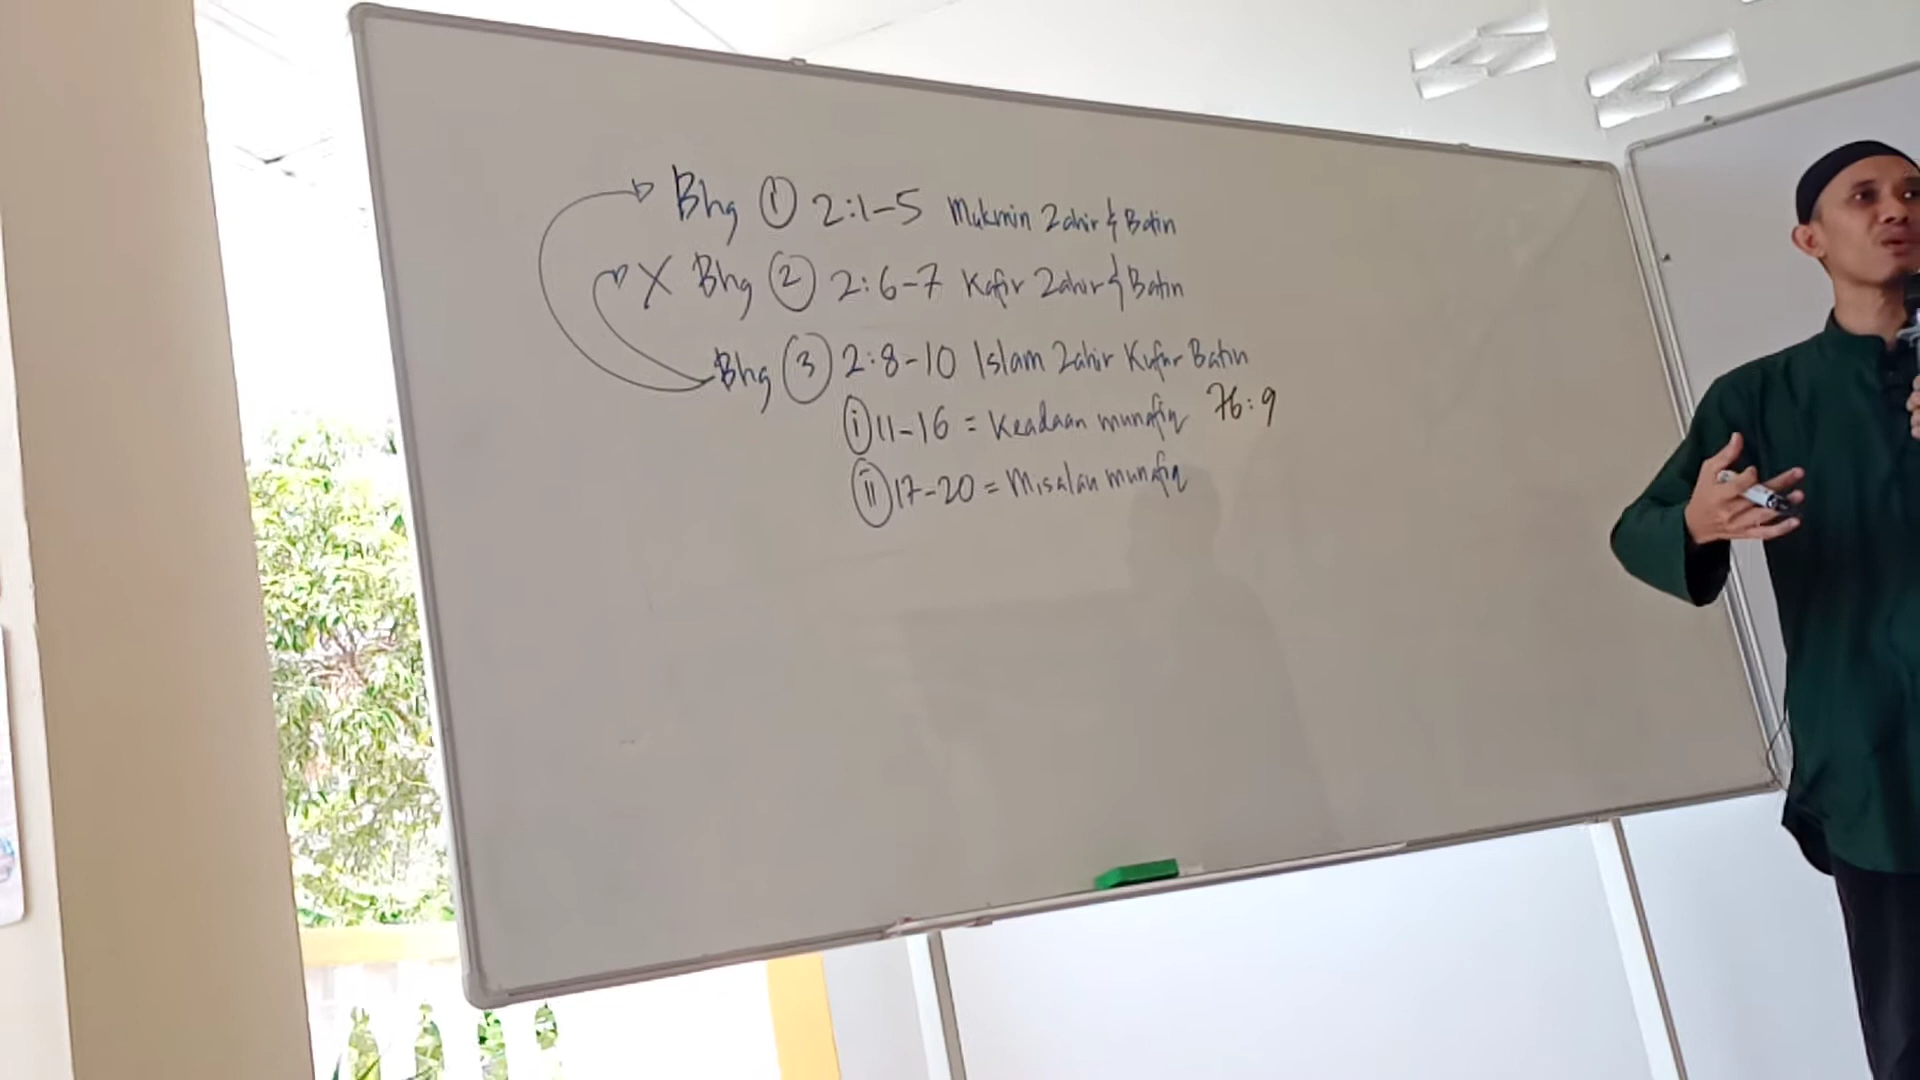 Bhg ① 2:1-5 Mukmin Zahir & Batin
X Bhg ② 2:6-7 Kafir Zahir & Batin
Bhg ③ 2:8-10 Islam Zahir Kufur Batin
ⓘ 11-16 = Keadaan munafiq 76:9
ⓘⓘ 17-20 = Misalan munafiq